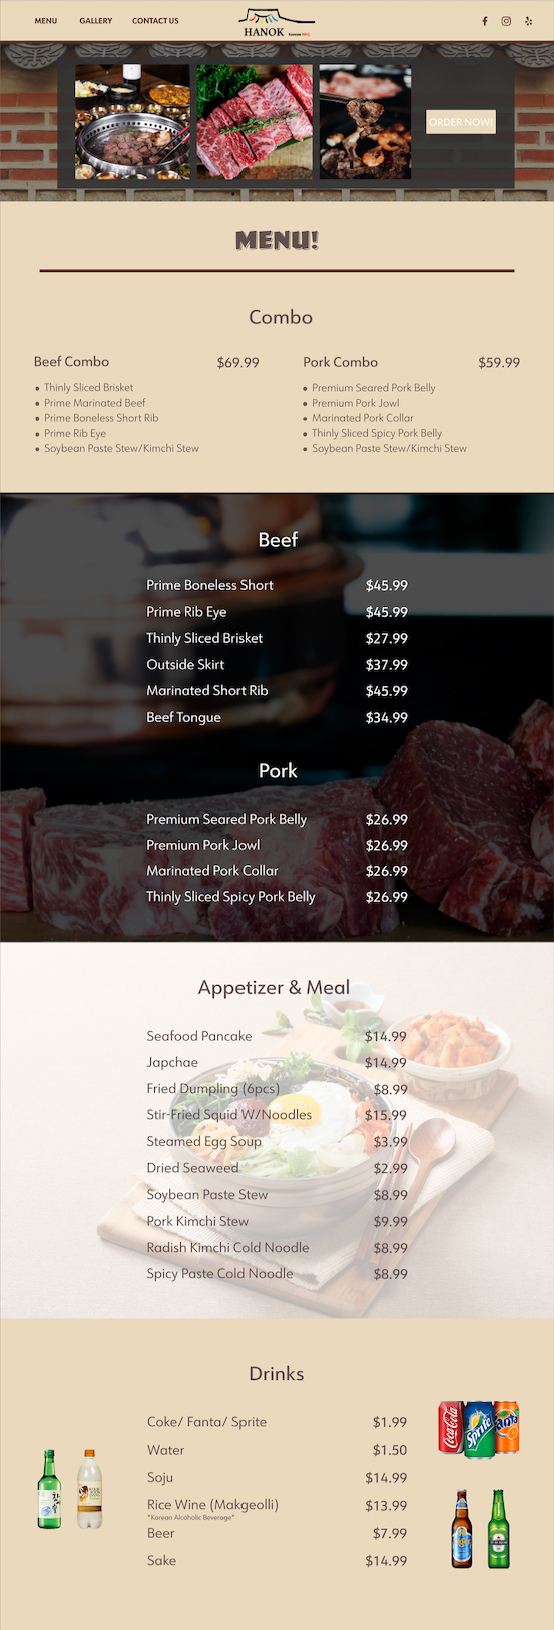 MENU GALLERY CONTACT US
HANOK Korean BBQ
ORDER NOW!
MENU!
Combo
Beef Combo $69.99
Thinly Sliced Brisket
Prime Marinated Beef
Prime Boneless Short Rib
Prime Rib Eye
Soybean Paste Stew/Kimchi Stew
Pork Combo $59.99
Premium Seared Pork Belly
Premium Pork Jowl
Marinated Pork Collar
Thinly Sliced Spicy Pork Belly
Soybean Paste Stew/Kimchi Stew
Beef
Prime Boneless Short $45.99
Prime Rib Eye $45.99
Thinly Sliced Brisket $27.99
Outside Skirt $37.99
Marinated Short Rib $45.99
Beef Tongue $34.99
Pork
Premium Seared Pork Belly $26.99
Premium Pork Jowl $26.99
Marinated Pork Collar $26.99
Thinly Sliced Spicy Pork Belly $26.99
Appetizer & Meal
Seafood Pancake $14.99
Japchae $14.99
Fried Dumpling (6pcs) $8.99
Stir-Fried Squid W/Noodles $15.99
Steamed Egg Soup $3.99
Dried Seaweed $2.99
Soybean Paste Stew $8.99
Pork Kimchi Stew $9.99
Radish Kimchi Cold Noodle $8.99
Spicy Paste Cold Noodle $8.99
Drinks
Coke/ Fanta/ Sprite $1.99
Water $1.50
Soju $14.99
Rice Wine (Makgeolli) $13.99
*Korean Alcoholic Beverage*
Beer $7.99
Sake $14.99
Coca-Cola
Sprite
Fanta